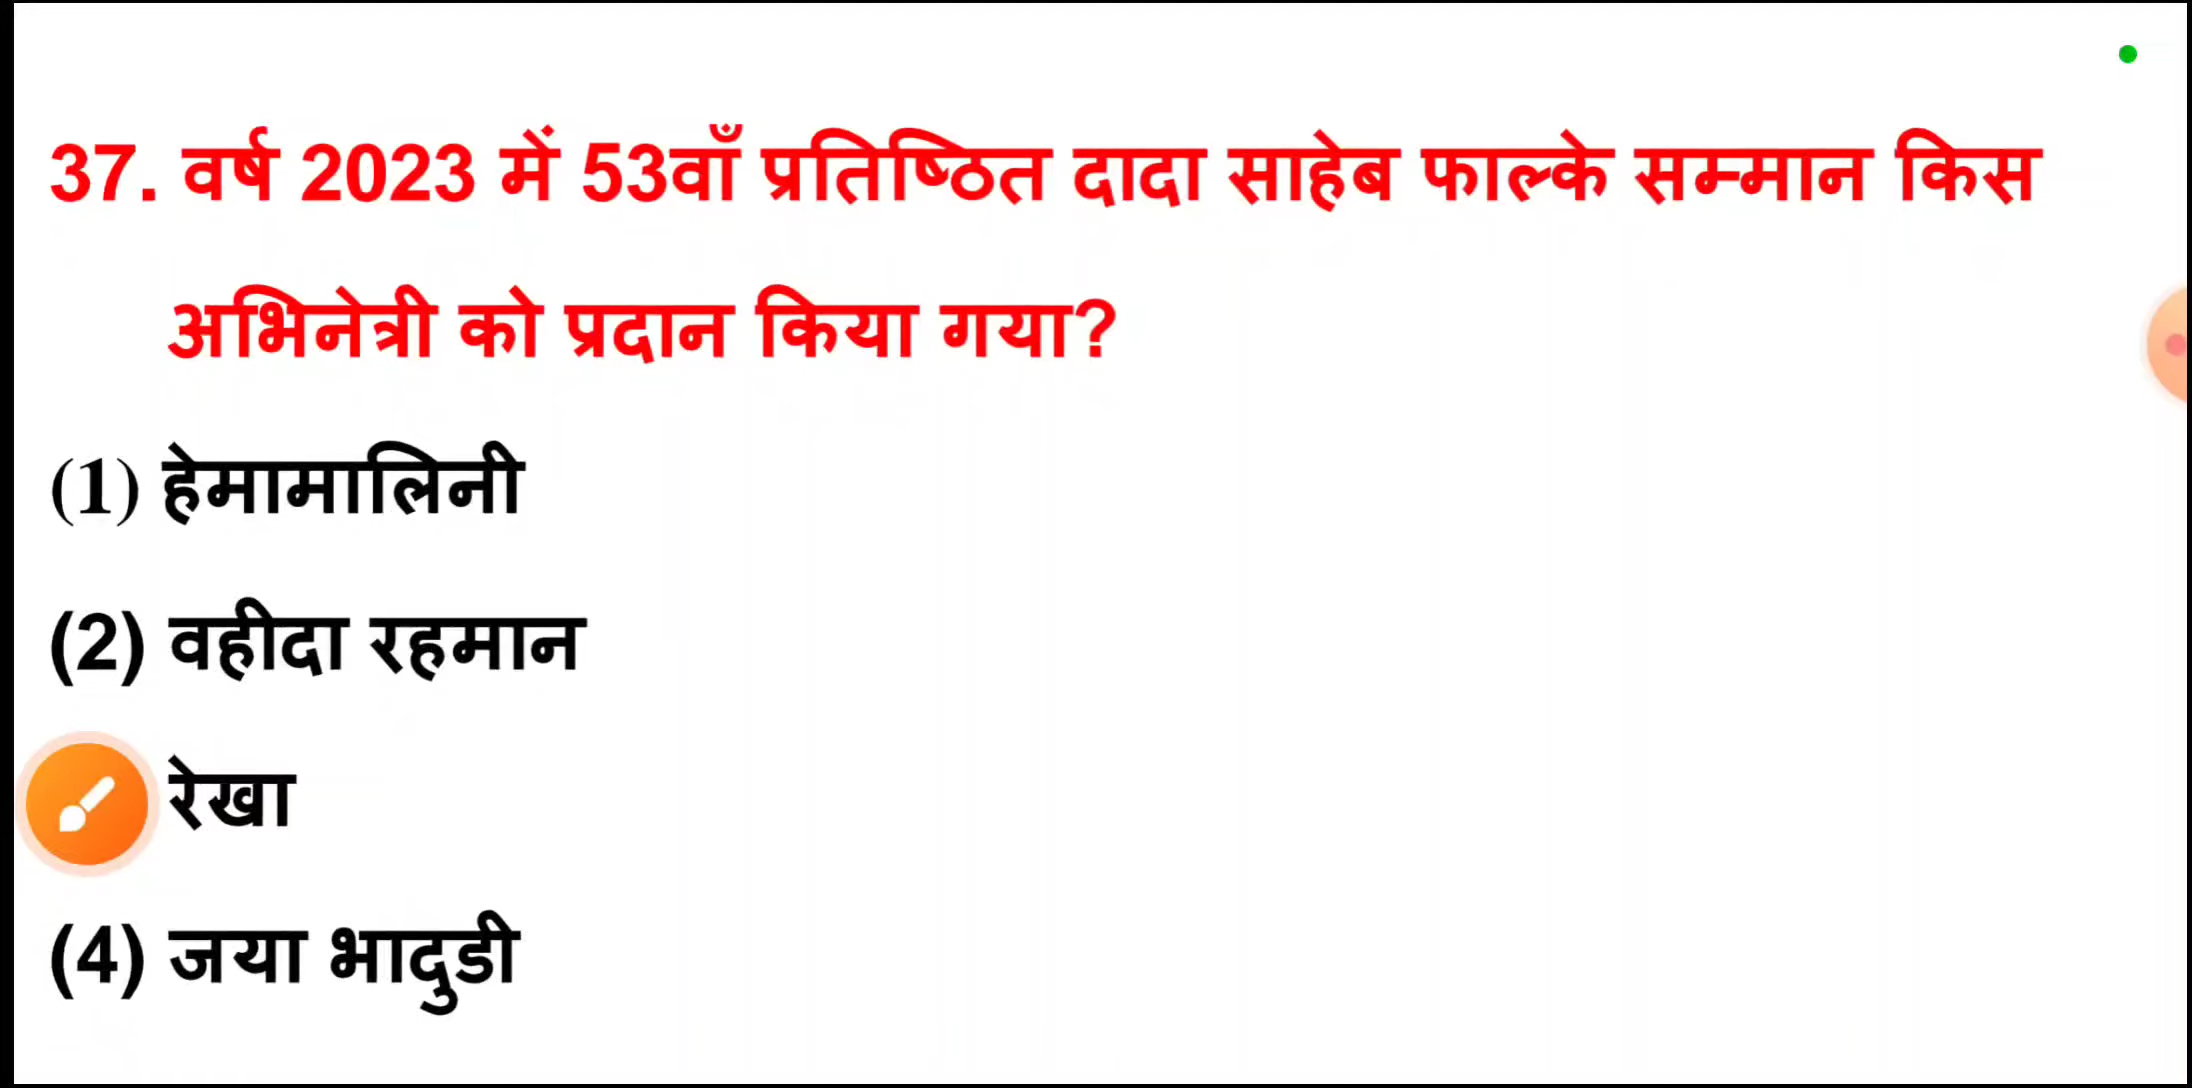 37. वर्ष 2023 में 53वाँ प्रतिष्ठित दादा साहेब फाल्के सम्मान किस
अभिनेत्री को प्रदान किया गया?
(1) हेमामालिनी
(2) वहीदा रहमान
रेखा
(4) जया भादुडी